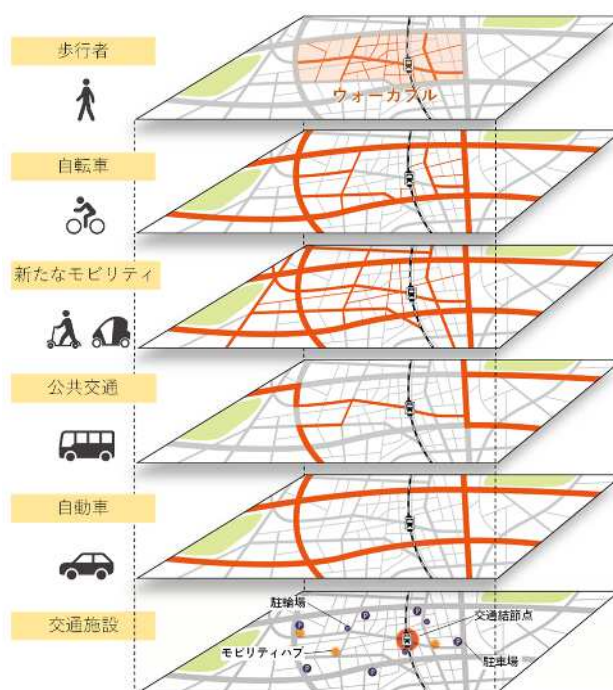 歩行者
ウォーカブル
自転車
新たなモビリティ
公共交通
自動車
交通施設
駐輪場
交通結節点
モビリティハブ
駐車場
P
P
P
P
P
P